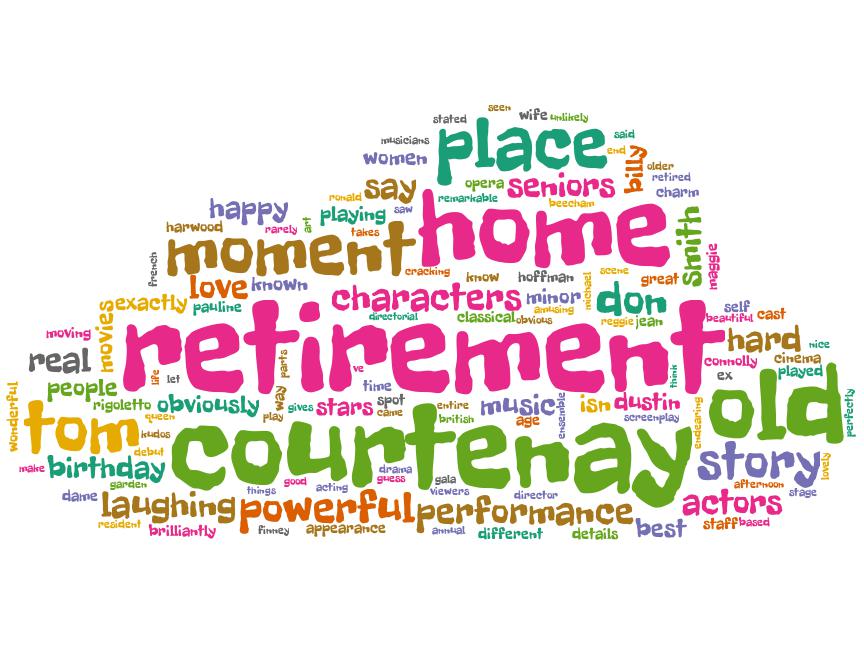 seen
stated
wife
unlikely
musicians
place
said
end
women
billy
older
retired
say
opera
seniors
charm
ronald
remarkable
beecham
happy
playing
saw
home
smith
harwood
rarely
art
takes
moment
maggie
french
cracking
know
hoffman
scene
great
love
known
michael
exactly
pauline
characters
minor
don
amusing
movies
directorial
classical
obvious
reggie
jean
self
beautiful
cast
moving
retirement
hard
nice
real
parts
connolly
cinema
life
let
ve
time
think
ex
played
people
way
old
wonderful
rigoletto
obviously
gives
stars
spot
came
entire
british
music
age
ensemble
isn
dustin
screenplay
endearing
perfectly
tom
queen
play
kudos
courtenay
debut
story
lovely
make
birthday
drama
guess
gala
viewers
garden
things
good
acting
director
afternoon
stage
dame
laughing
powerful
performance
actors
resident
brilliantly
finney
appearance
annual
different
details
best
staff
based